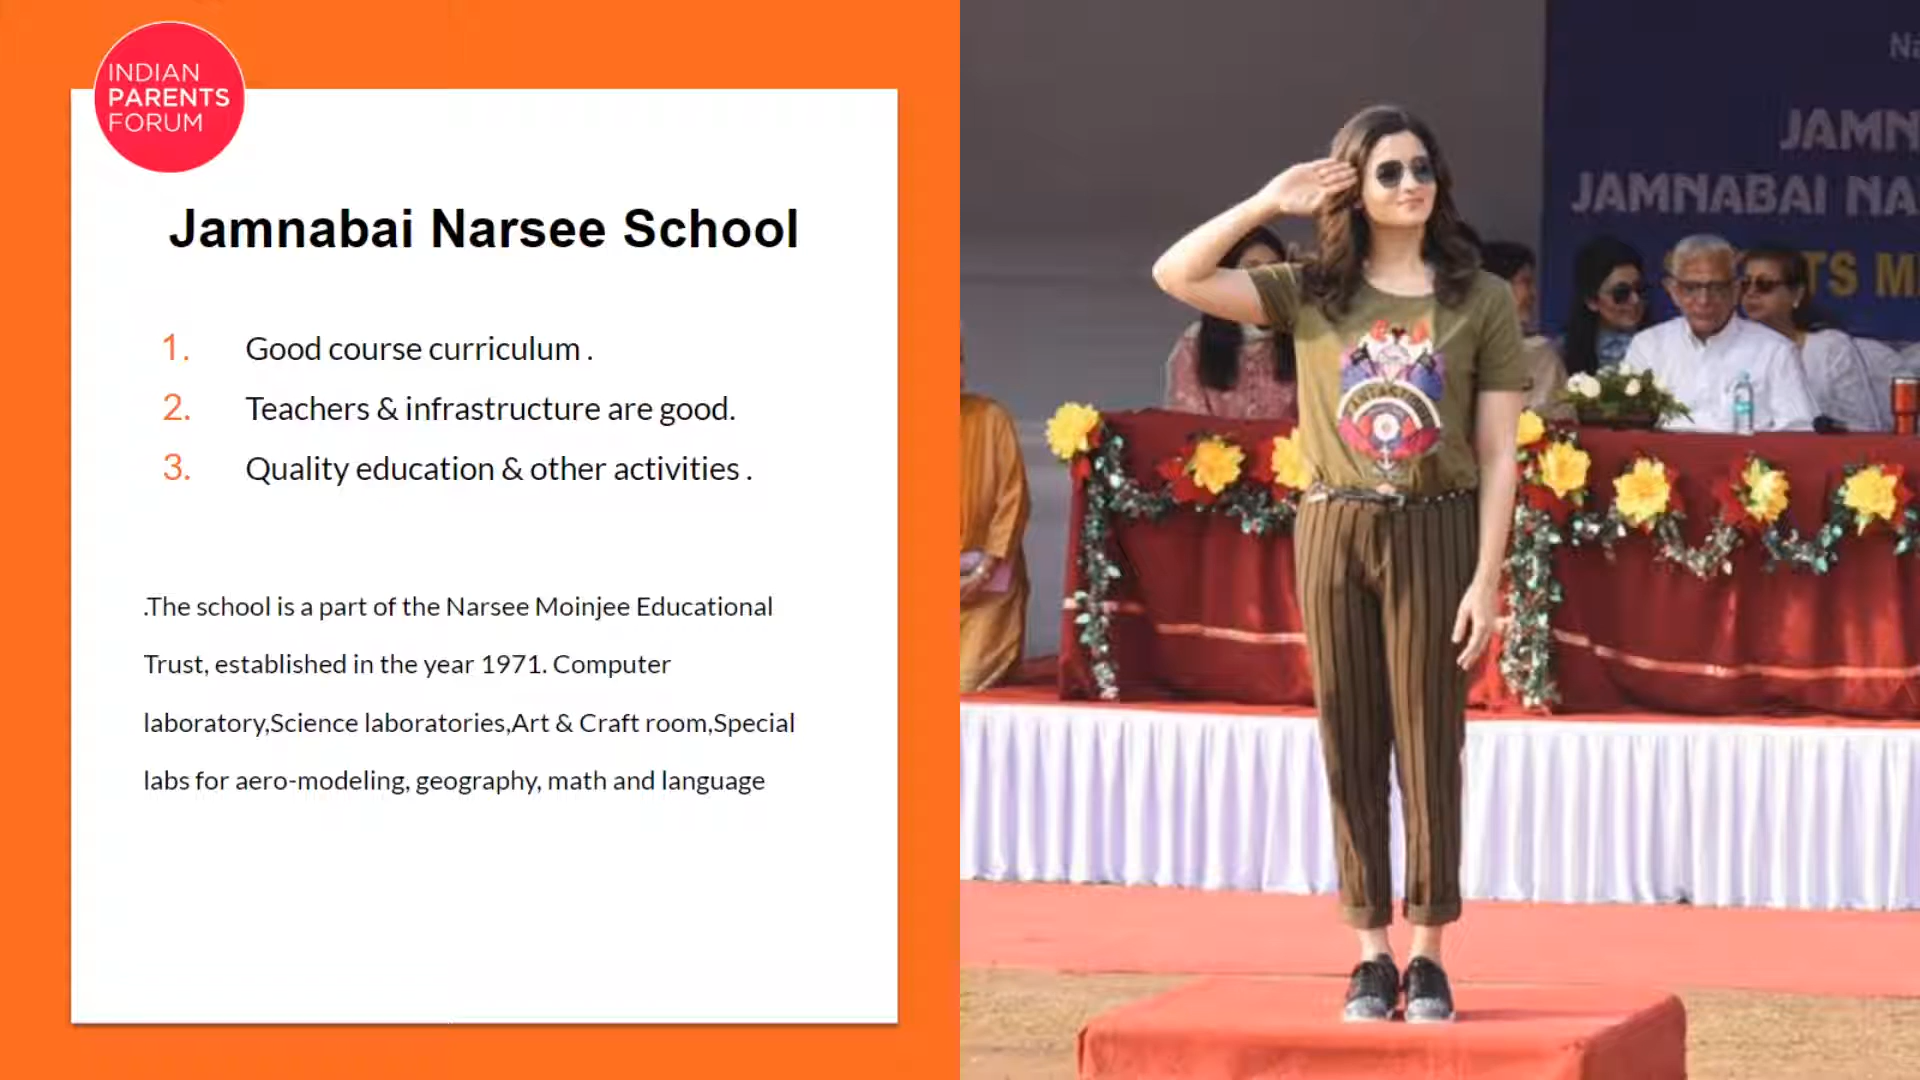 INDIAN
PARENTS
FORUM
Jamnabai Narsee School
1. Good course curriculum .
2. Teachers & infrastructure are good.
3. Quality education & other activities .
.The school is a part of the Narsee Moinjee Educational
Trust, established in the year 1971. Computer
laboratory,Science laboratories,Art & Craft room,Special
labs for aero-modeling, geography, math and language
JAMN
JAMNABAI NA